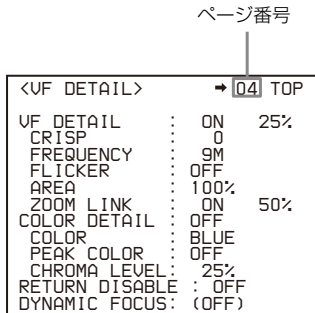 ページ番号
<VF DETAIL> → 04 TOP
VF DETAIL : ON 25%
CRISP : 0
FREQUENCY : 9M
FLICKER : OFF
AREA : 100%
ZOOM LINK : ON 50%
COLOR DETAIL : OFF
COLOR : BLUE
PEAK COLOR : OFF
CHROMA LEVEL: 25%
RETURN DISABLE : OFF
DYNAMIC FOCUS: (OFF)